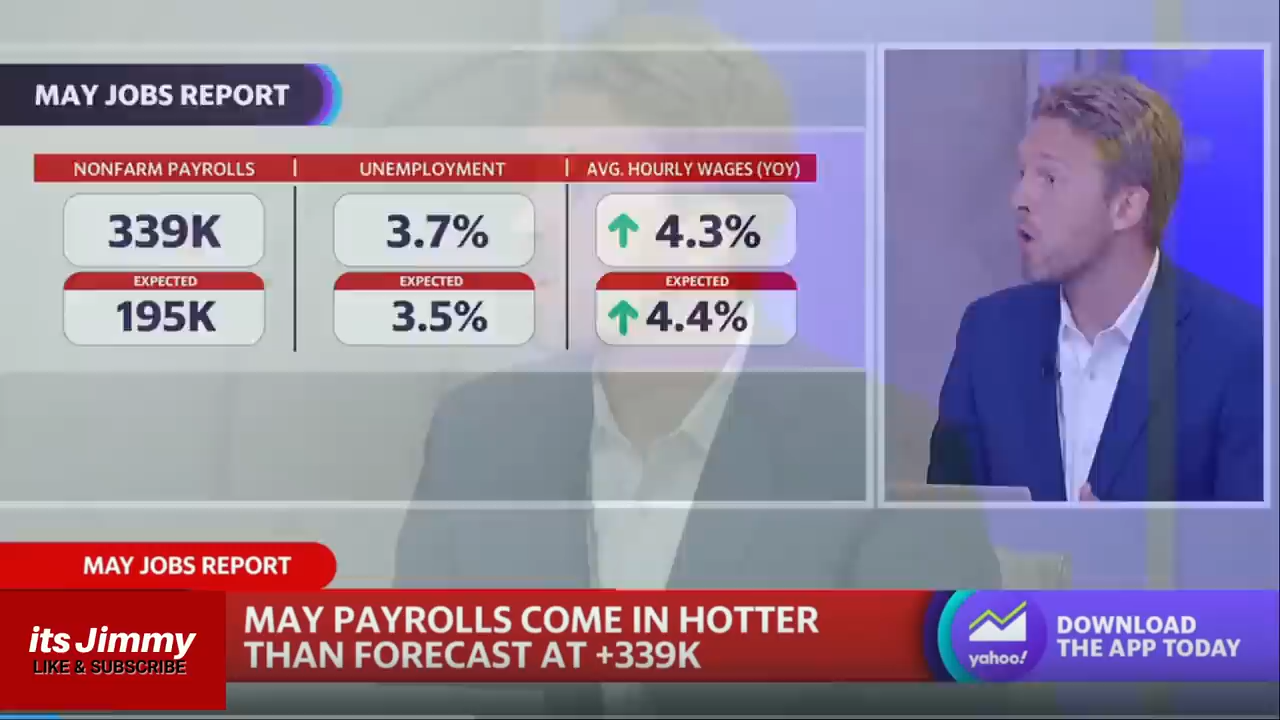 MAY JOBS REPORT
NONFARM PAYROLLS
UNEMPLOYMENT
AVG. HOURLY WAGES (YOY)
339K
3.7%
4.3%
EXPECTED
EXPECTED
EXPECTED
195K
3.5%
4.4%
MAY JOBS REPORT
MAY PAYROLLS COME IN HOTTER
THAN FORECAST AT +339K
itsJimmy
LIKE & SUBSCRIBE
yahoo!
DOWNLOAD
THE APP TODAY